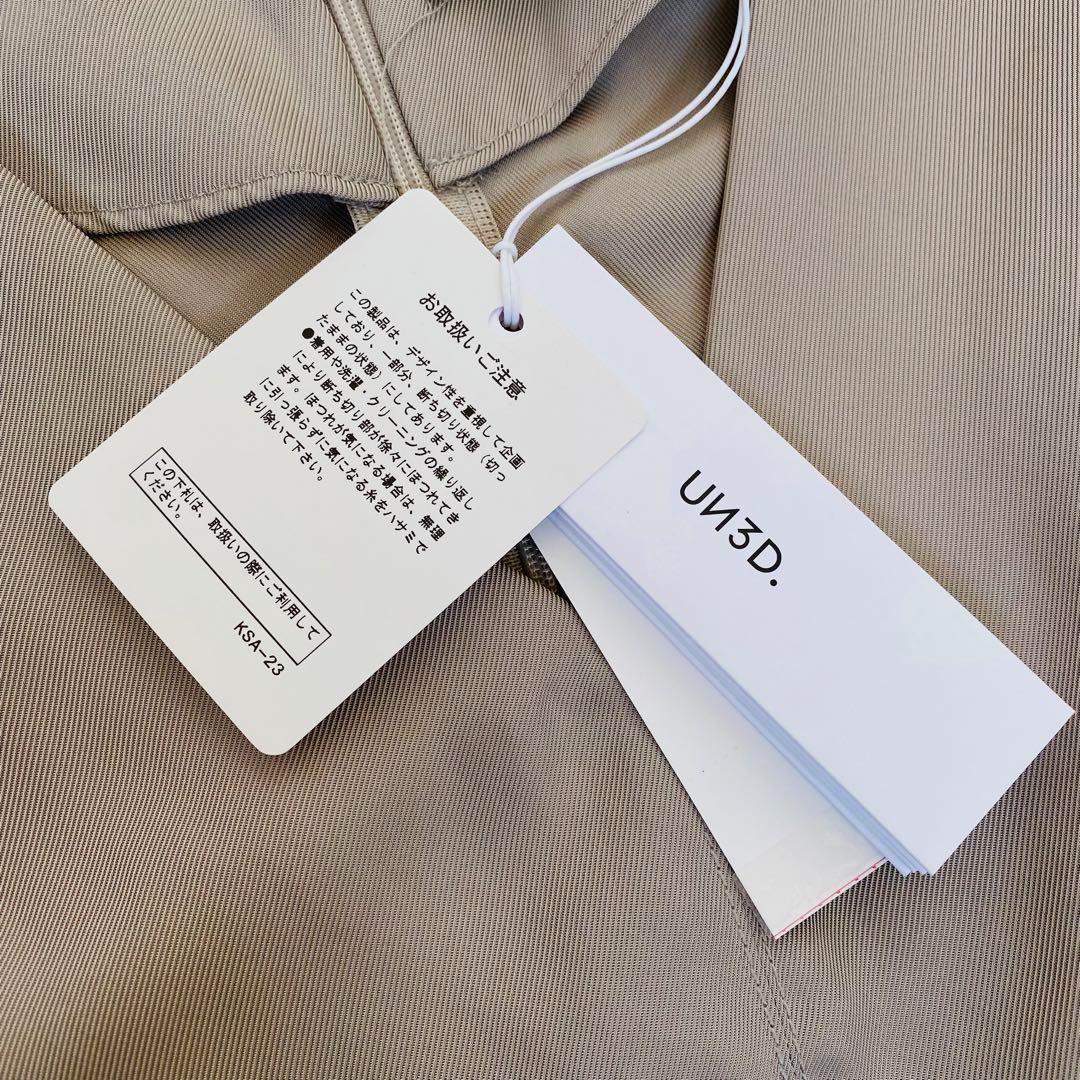 お取扱いご注意
この製品は、デザイン性を重視して企画
しており、一部分、断ち切り状態（切っ
たままの状態）にしてあります。
●着用や洗濯・クリーニングの繰り返し
により断ち切り部が徐々にほつれてき
ます。ほつれが気になる場合は、無理
に引っ張らずに気になる糸をハサミで
取り除いて下さい。
この下札は、取扱いの際にご利用して
ください。
KSA-23
UИ3D.